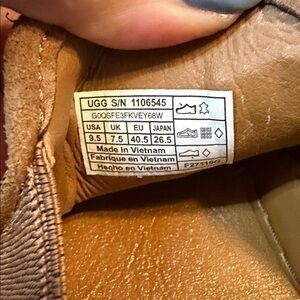 UGG S/N 1106545
G0QSFE3FKVEY68W
USA UK EU JAPAN
9.5 7.5 40.5 26.5
Made in Vietnam
Fabriqué en Vietnam
Hecho en Vietnam